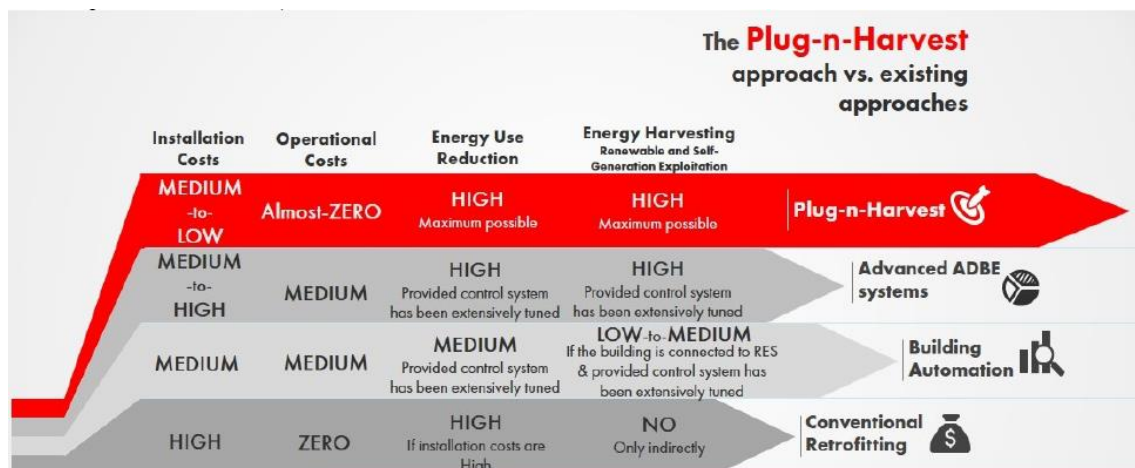 The Plug-n-Harvest
approach vs. existing
approaches
Installation
Costs
Operational
Costs
Energy Use
Reduction
Energy Harvesting
Renewable and Self-
Generation Exploitation
MEDIUM
-to-
LOW
Almost-ZERO
HIGH
Maximum possible
HIGH
Maximum possible
Plug-n-Harvest
MEDIUM
-to-
HIGH
MEDIUM
HIGH
Provided control system
has been extensively tuned
HIGH
Provided control system
has been extensively tuned
Advanced ADBE
systems
MEDIUM
MEDIUM
MEDIUM
Provided control system
has been extensively tuned
LOW-to-MEDIUM
If the building is connected to RES
& provided control system has
been extensively tuned
Building
Automation
HIGH
ZERO
HIGH
If installation costs are
High
NO
Only indirectly
Conventional
Retrofitting
$